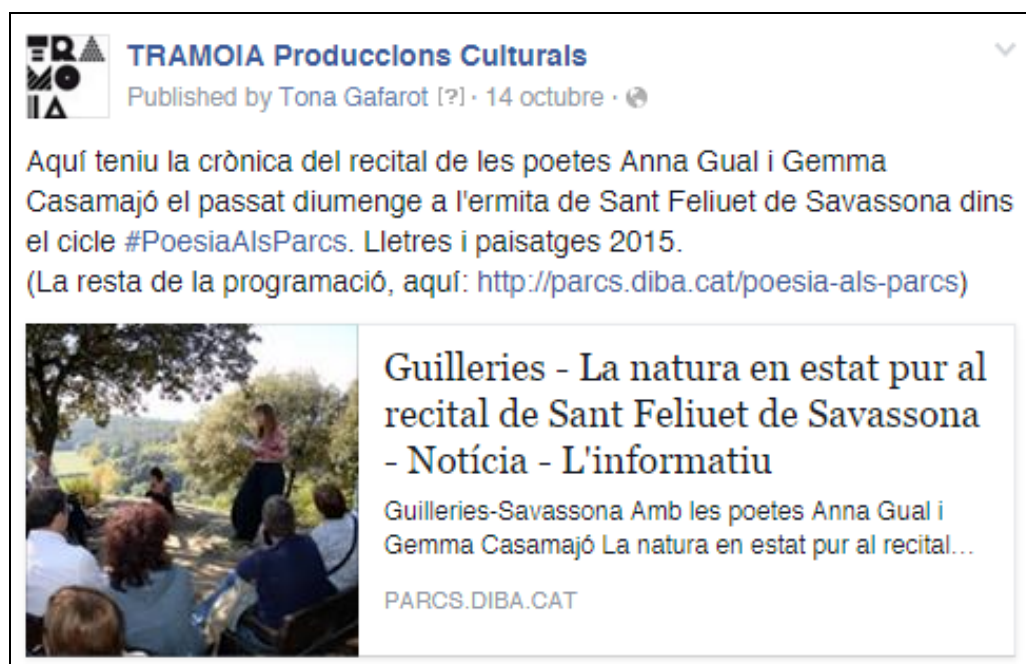 TRAMOIA
TRAMOIA Produccions Culturals
Published by Tona Gafarot [?] · 14 octubre ·
Aquí teniu la crònica del recital de les poetes Anna Gual i Gemma
Casamajó el passat diumenge a l'ermita de Sant Feliuet de Savassona dins
el cicle #PoesiaAlsParcs. Lletres i paisatges 2015.
(La resta de la programació, aquí: http://parcs.diba.cat/poesia-als-parcs)
Guilleries - La natura en estat pur al
recital de Sant Feliuet de Savassona
- Notícia - L'informatiu
Guilleries-Savassona Amb les poetes Anna Gual i
Gemma Casamajó La natura en estat pur al recital...
PARCS.DIBA.CAT